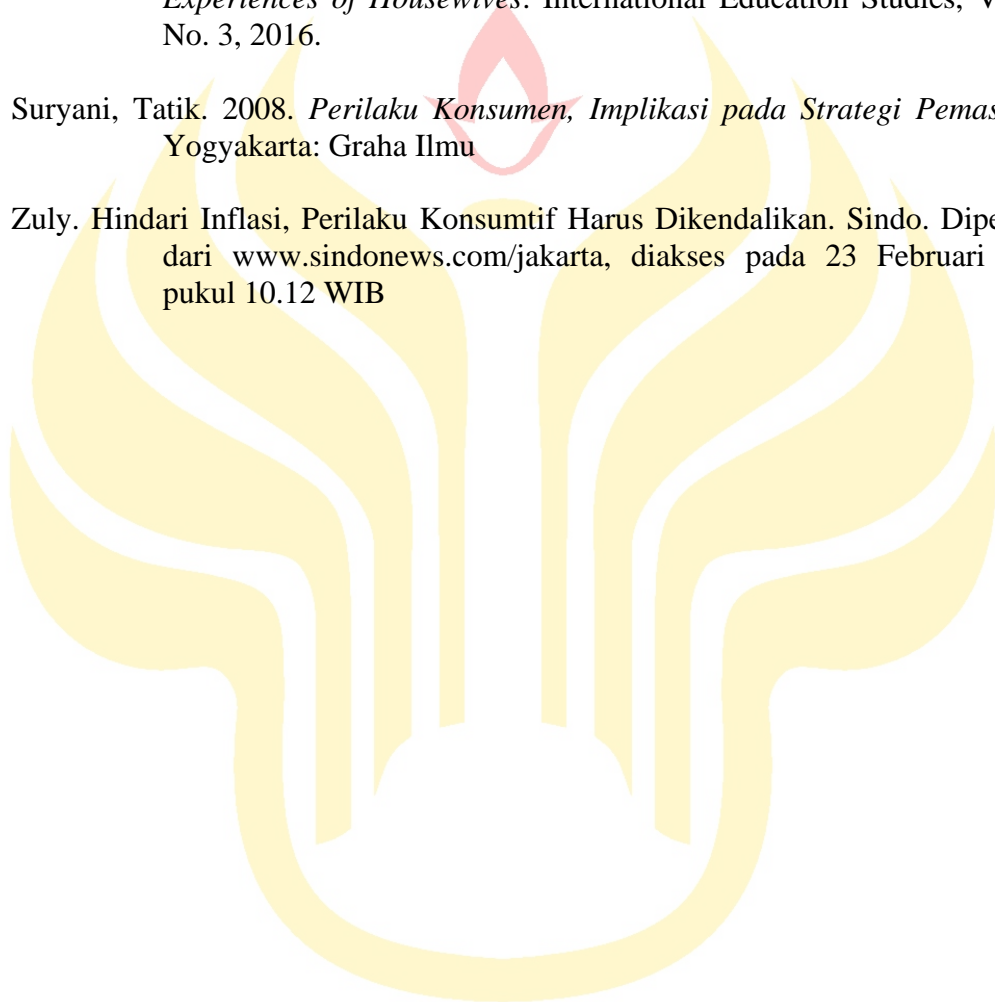 Experiences of Housewives. International Education Studies,
No. 3, 2016.
Suryani, Tatik. 2008. Perilaku Konsumen, Implikasi pada Strategi
Yogyakarta: Graha Ilmu
Zuly. Hindari Inflasi, Perilaku Konsumtif Harus Dikendalikan. Sindo.
dari www.sindonews.com/jakarta, diakses pada 23 Februari
pukul 10.12 WIB